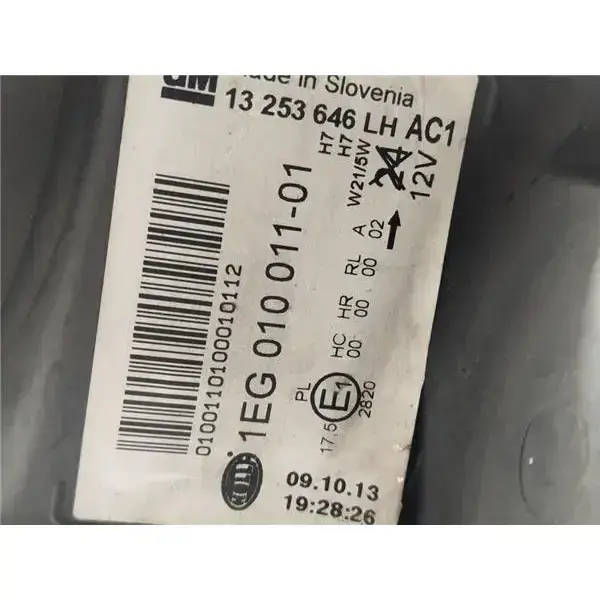 GM
Made in Slovenia
13 253 646 LH AC1
H7
H7
W21/5W
24
12V
1EG 010 011-01
HC HR RL A
00 00 00 02
PL
17.5
E1
2820
0100110100010112
09.10.13
19:28:26